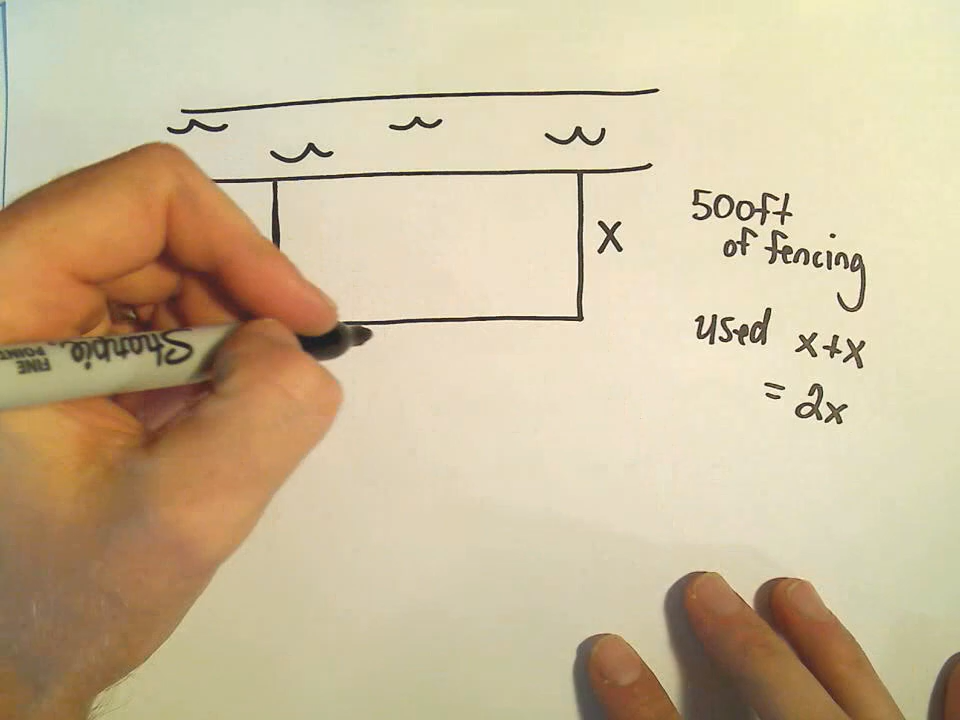 X
500ft
of fencing
used x+x
= 2x
Sharpie
FINE
POINT